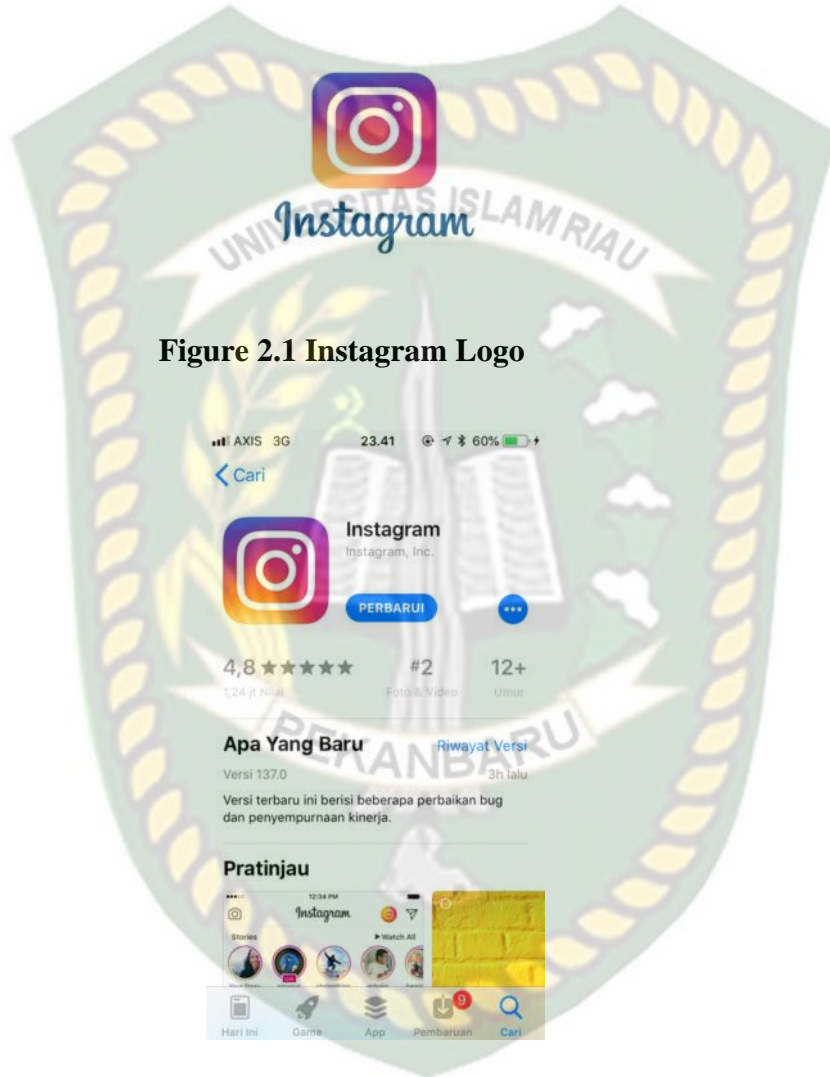 Instagram
UNIVERSITAS ISLAM RIAU
Figure 2.1 Instagram Logo
AXIS 3G 23.41 60%
Cari
Instagram
Instagram, Inc.
PERBARUI
4,8 #2 12+
1,24 jt Nilai Foto & Video Umur
PEKANBARU
Apa Yang Baru Riwayat Versi
Versi 137.0 3h lalu
Versi terbaru ini berisi beberapa perbaikan bug
dan penyempurnaan kinerja.
Pratinjau
12:34 PM
Instagram
Stories Watch All
Your Story
9
Hari Ini Game App Pembaruan Cari